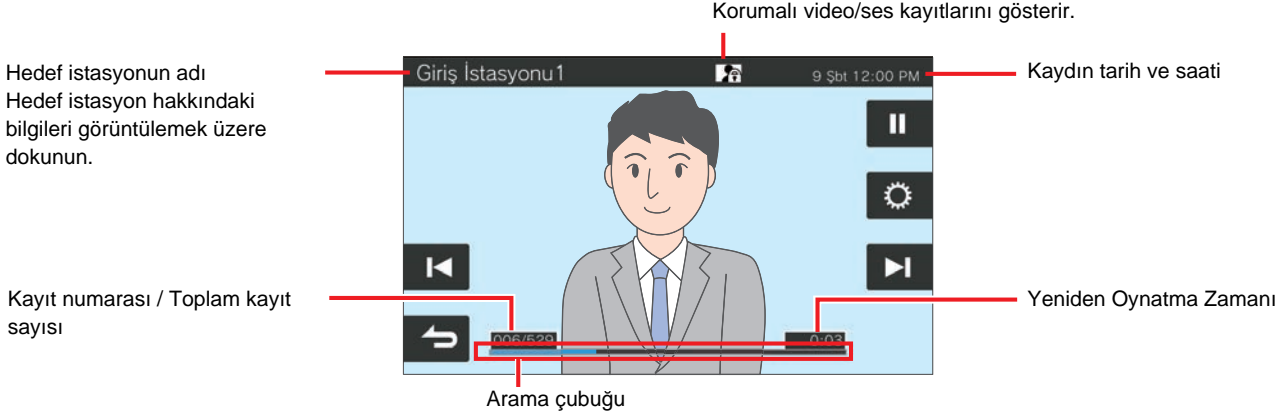 Korumalı video/ses kayıtlarını gösterir.
Hedef istasyonun adı
Hedef istasyon hakkındaki
bilgileri görüntülemek üzere
dokunun.
Giriş İstasyonu1
9 Şbt 12:00 PM
Kaydın tarih ve saati
Kayıt numarası / Toplam kayıt
sayısı
006/529
0:03
Yeniden Oynatma Zamanı
Arama çubuğu